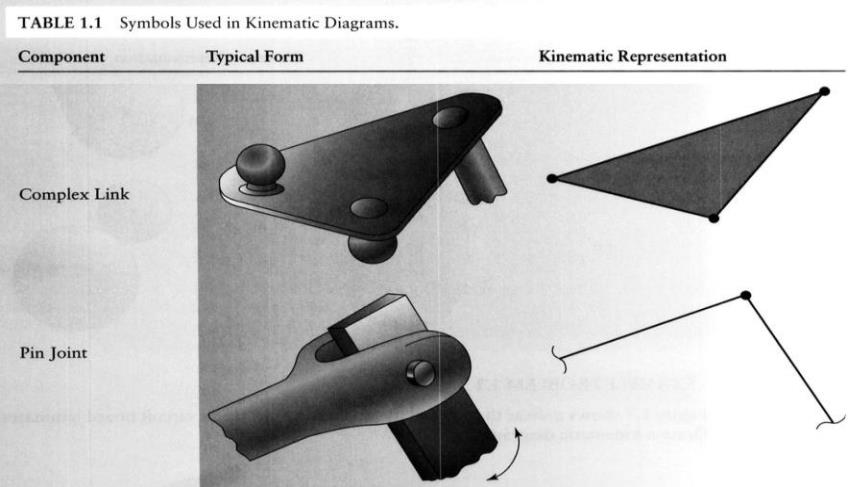 TABLE 1.1 Symbols Used in Kinematic Diagrams.
Component Typical Form Kinematic Representation
Complex Link
Pin Joint